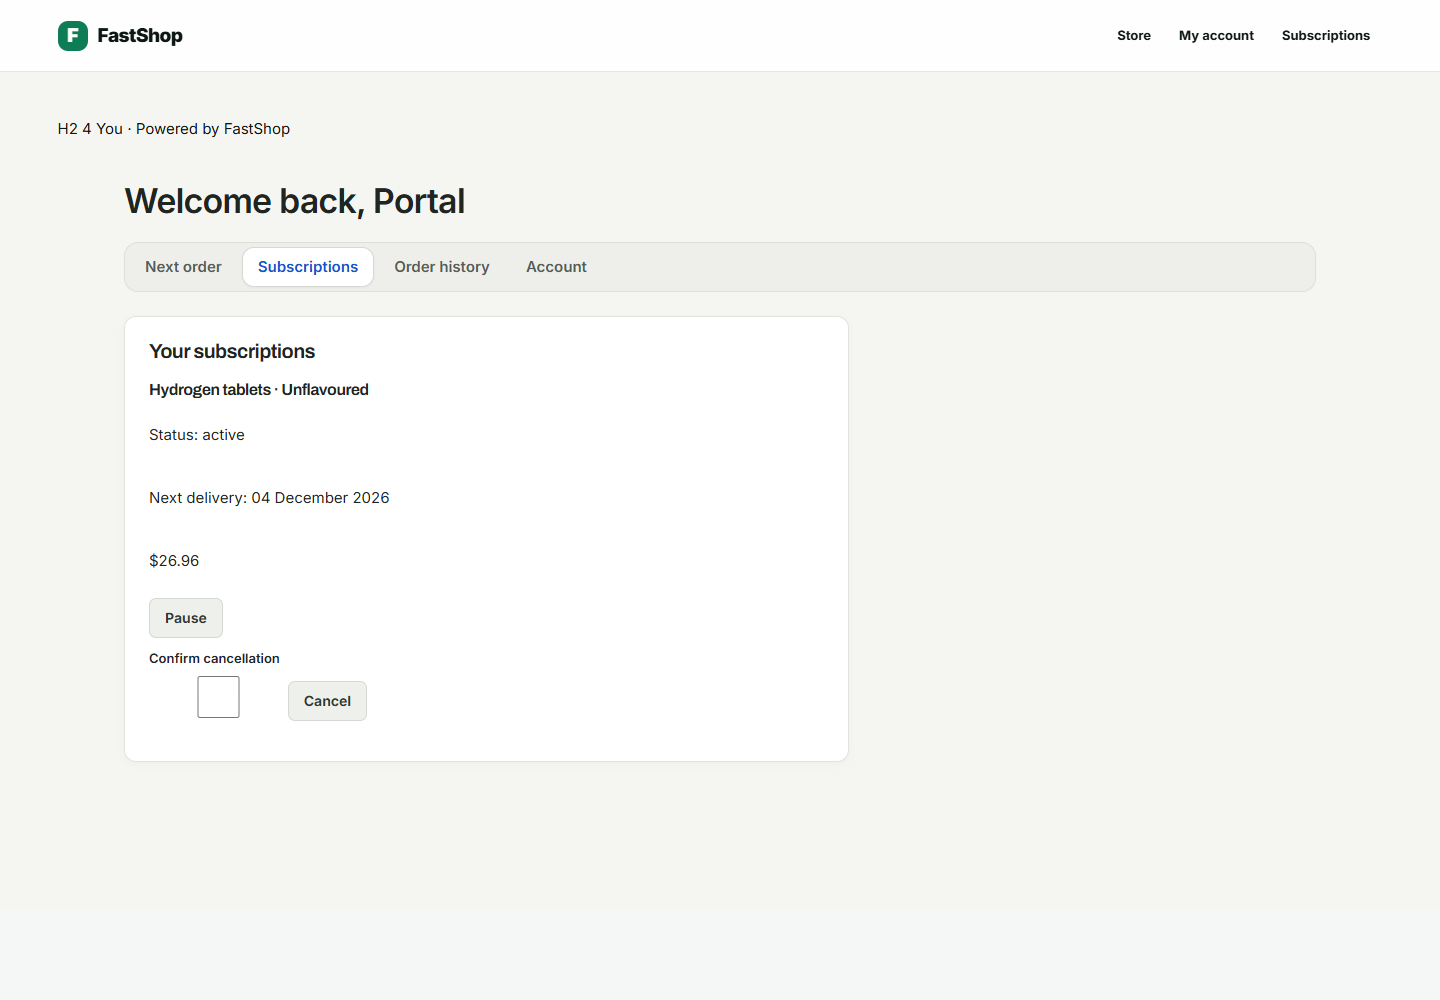 F FastShop
Store My account Subscriptions
H2 4 You · Powered by FastShop
Welcome back, Portal
Next order Subscriptions Order history Account
Your subscriptions
Hydrogen tablets · Unflavoured
Status: active
Next delivery: 04 December 2026
$26.96
Pause
Confirm cancellation
Cancel